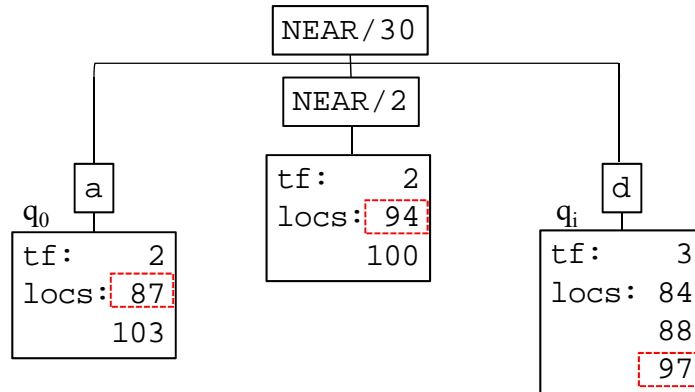 NEAR/30
NEAR/2
a
q0
tf: 2
locs: 87
103
tf: 2
locs: 94
100
d
qi
tf: 3
locs: 84
88
97